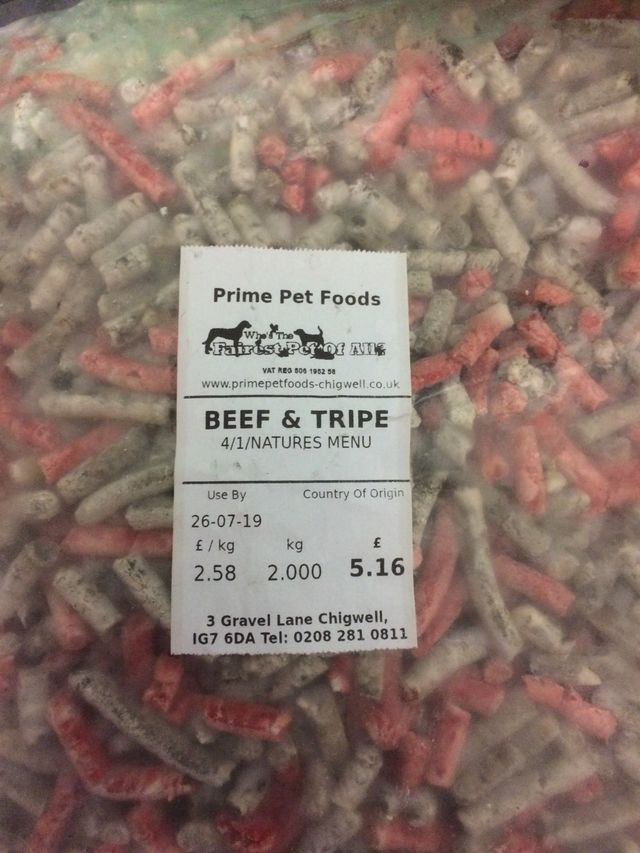 Prime Pet Foods
Who's The
Fairest Pet Of All?
VAT REG 506 1952 58
www.primepetfoods-chigwell.co.uk
BEEF & TRIPE
4/1/NATURES MENU
Use By Country Of Origin
26-07-19
£ / kg kg £
2.58 2.000 5.16
3 Gravel Lane Chigwell,
IG7 6DA Tel: 0208 281 0811